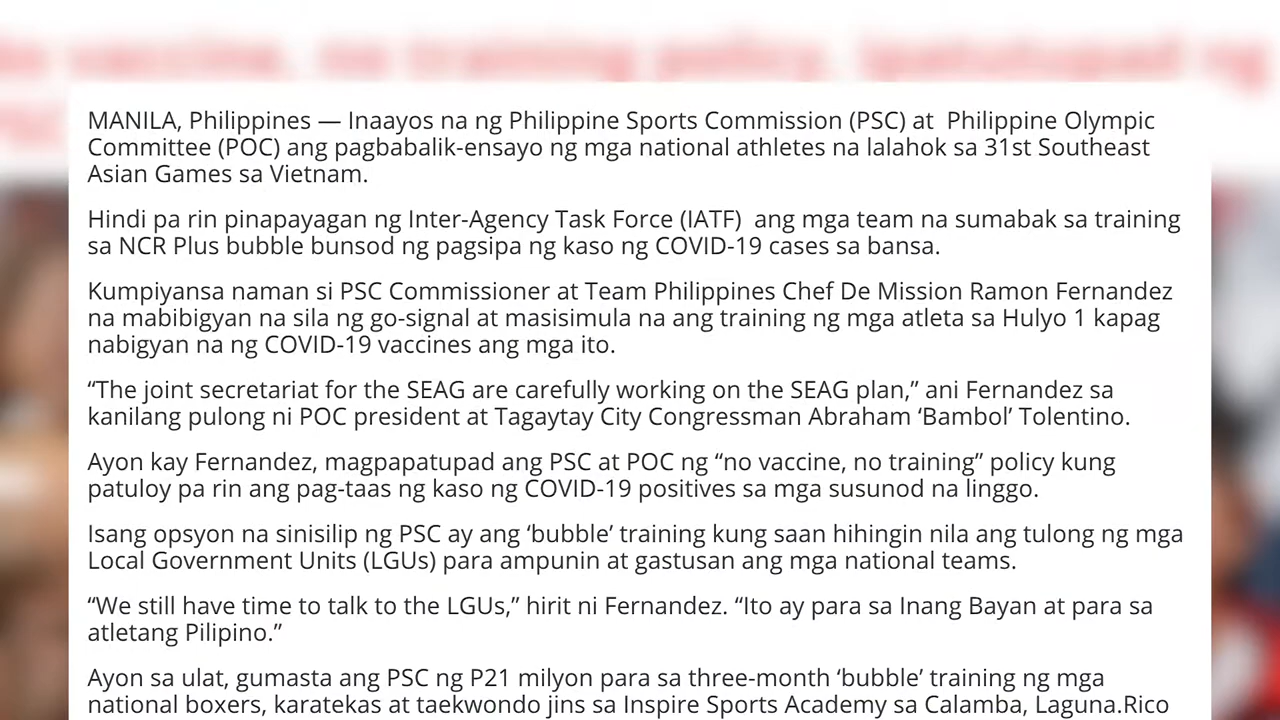 vaccine, no training policy, ipatutupad ng
PSC
MANILA, Philippines — Inaayos na ng Philippine Sports Commission (PSC) at  Philippine Olympic
Committee (POC) ang pagbabalik-ensayo ng mga national athletes na lalahok sa 31st Southeast
Asian Games sa Vietnam.
Hindi pa rin pinapayagan ng Inter-Agency Task Force (IATF)  ang mga team na sumabak sa training
sa NCR Plus bubble bunsod ng pagsipa ng kaso ng COVID-19 cases sa bansa.
Kumpiyansa naman si PSC Commissioner at Team Philippines Chef De Mission Ramon Fernandez
na mabibigyan na sila ng go-signal at masisimula na ang training ng mga atleta sa Hulyo 1 kapag
nabigyan na ng COVID-19 vaccines ang mga ito.
“The joint secretariat for the SEAG are carefully working on the SEAG plan,” ani Fernandez sa
kanilang pulong ni POC president at Tagaytay City Congressman Abraham ‘Bambol’ Tolentino.
Ayon kay Fernandez, magpapatupad ang PSC at POC ng “no vaccine, no training” policy kung
patuloy pa rin ang pag-taas ng kaso ng COVID-19 positives sa mga susunod na linggo.
Isang opsyon na sinisilip ng PSC ay ang ‘bubble’ training kung saan hihingin nila ang tulong ng mga
Local Government Units (LGUs) para ampunin at gastusan ang mga national teams.
“We still have time to talk to the LGUs,” hirit ni Fernandez. “Ito ay para sa Inang Bayan at para sa
atletang Pilipino.”
Ayon sa ulat, gumasta ang PSC ng P21 milyon para sa three-month ‘bubble’ training ng mga
national boxers, karatekas at taekwondo jins sa Inspire Sports Academy sa Calamba, Laguna.Rico